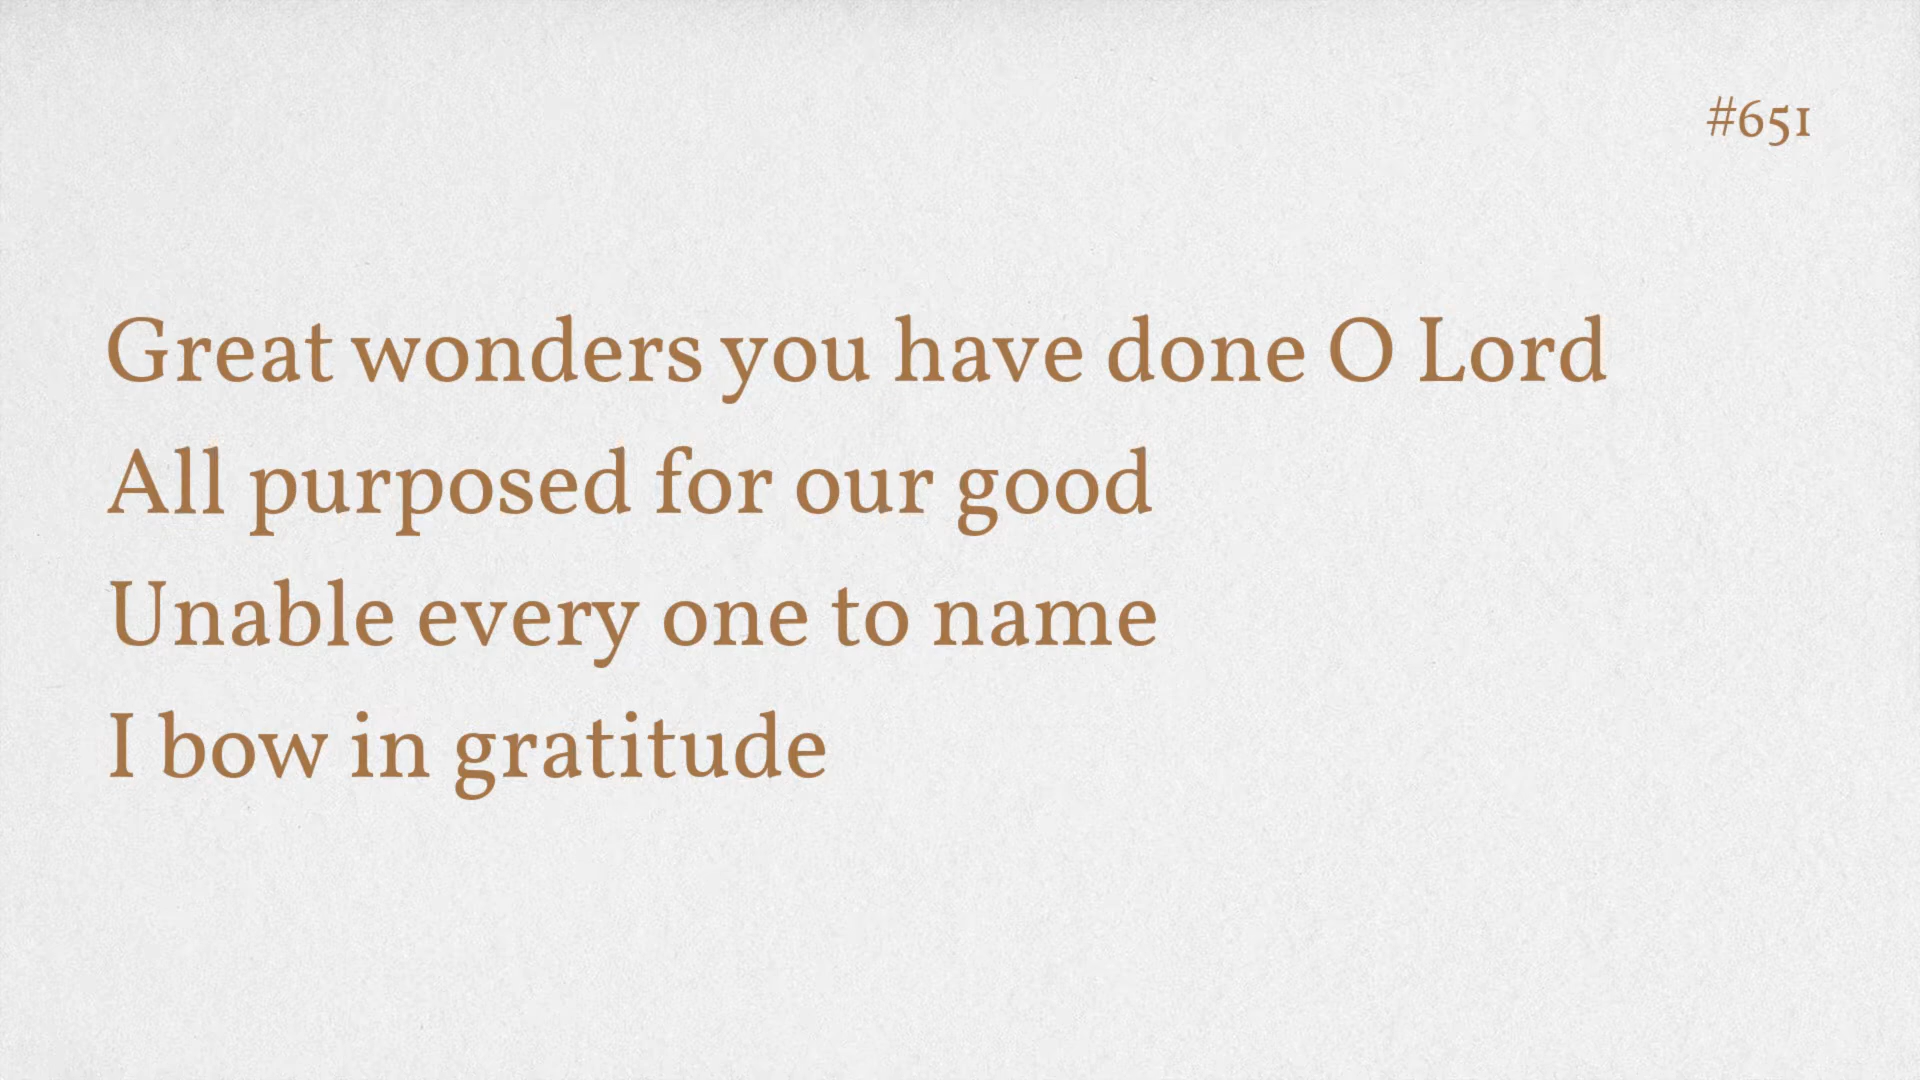 #651
Great wonders you have done O Lord
All purposed for our good
Unable every one to name
I bow in gratitude